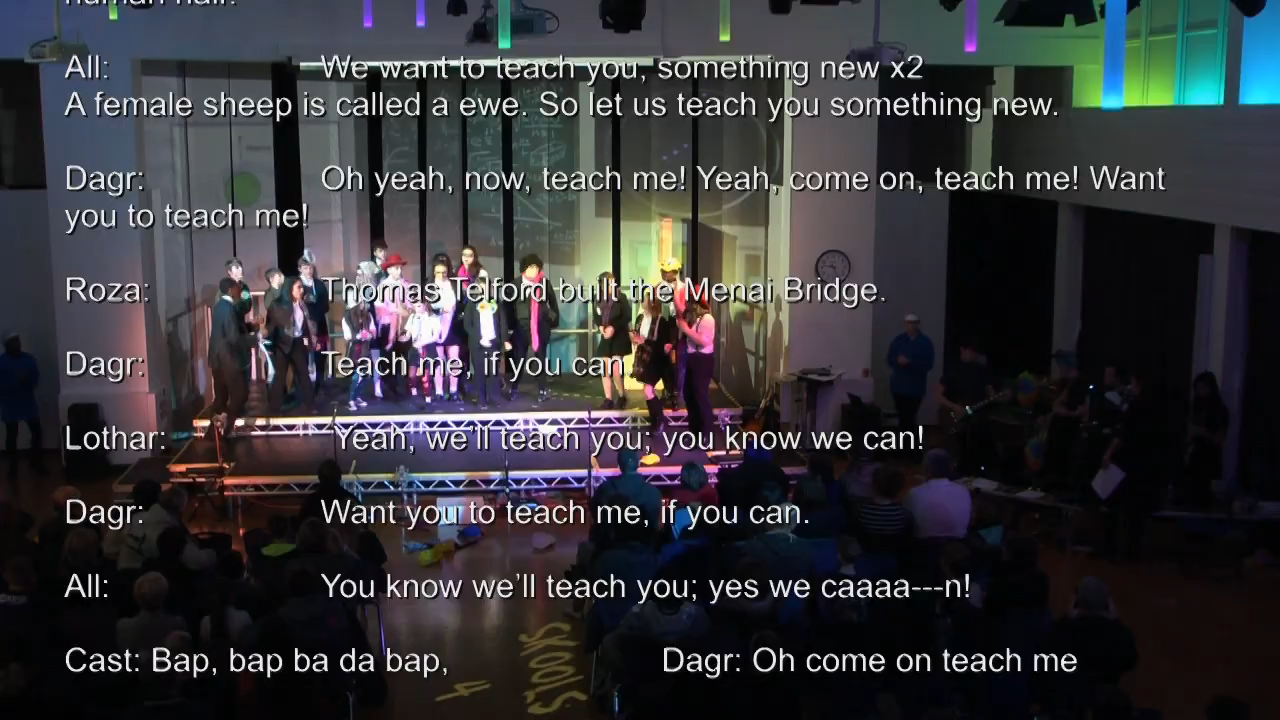 human hair.
All: We want to teach you, something new x2
A female sheep is called a ewe. So let us teach you something new.
Dagr: Oh yeah, now, teach me! Yeah, come on, teach me! Want
you to teach me!
Roza: Thomas Telford built the Menai Bridge.
Dagr: Teach me, if you can.
Lothar: Yeah, we’ll teach you; you know we can!
Dagr: Want you to teach me, if you can.
All: You know we’ll teach you; yes we caaaa---n!
Cast: Bap, bap ba da bap, Dagr: Oh come on teach me